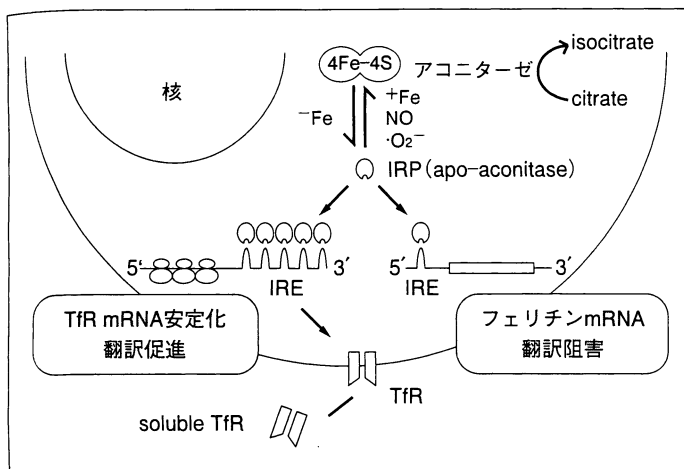 4Fe-4S
アコニターゼ
isocitrate
citrate
核
⁻Fe
⁺Fe
NO
·O₂⁻
IRP(apo-aconitase)
5‘
IRE
3′
5′
IRE
3′
TfR mRNA安定化
翻訳促進
フェリチンmRNA
翻訳阻害
TfR
soluble TfR